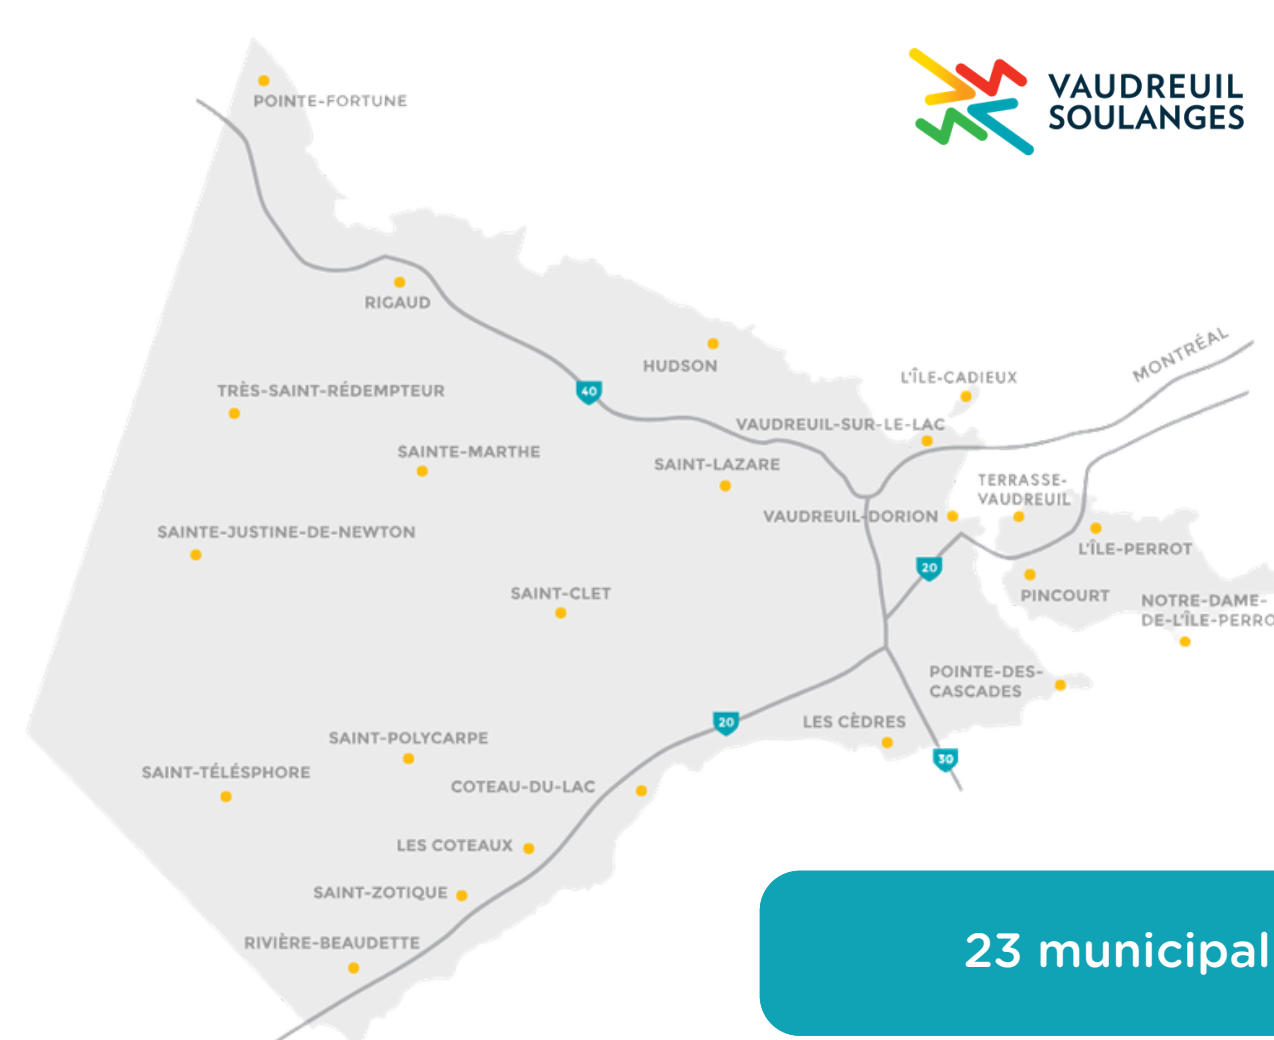 VAUDREUIL
SOULANGES
POINTE-FORTUNE
RIGAUD
MONTRÉAL
HUDSON
L'ÎLE-CADIEUX
TRÈS-SAINT-RÉDEMPTEUR
40
VAUDREUIL-SUR-LE-LAC
SAINTE-MARTHE
SAINT-LAZARE
TERRASSE-
VAUDREUIL
VAUDREUIL-DORION
SAINTE-JUSTINE-DE-NEWTON
L'ÎLE-PERROT
20
SAINT-CLET
PINCOURT
NOTRE-DAME-
DE-L'ÎLE-PERRO
POINTE-DES-
CASCADES
20
LES CÈDRES
SAINT-POLYCARPE
30
SAINT-TÉLÉSPHORE
COTEAU-DU-LAC
LES COTEAUX
SAINT-ZOTIQUE
RIVIÈRE-BEAUDETTE
23 municipal